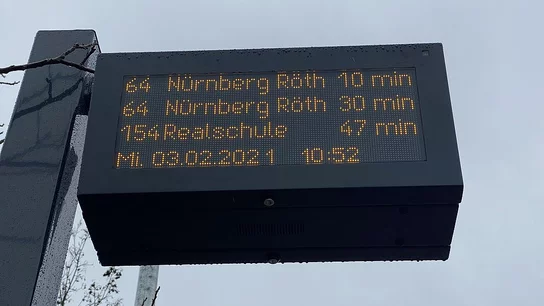 64 Nürnberg Röth 10 min
64 Nürnberg Röth 30 min
154 Realschule 47 min
Mi. 03.02.2021 10:52